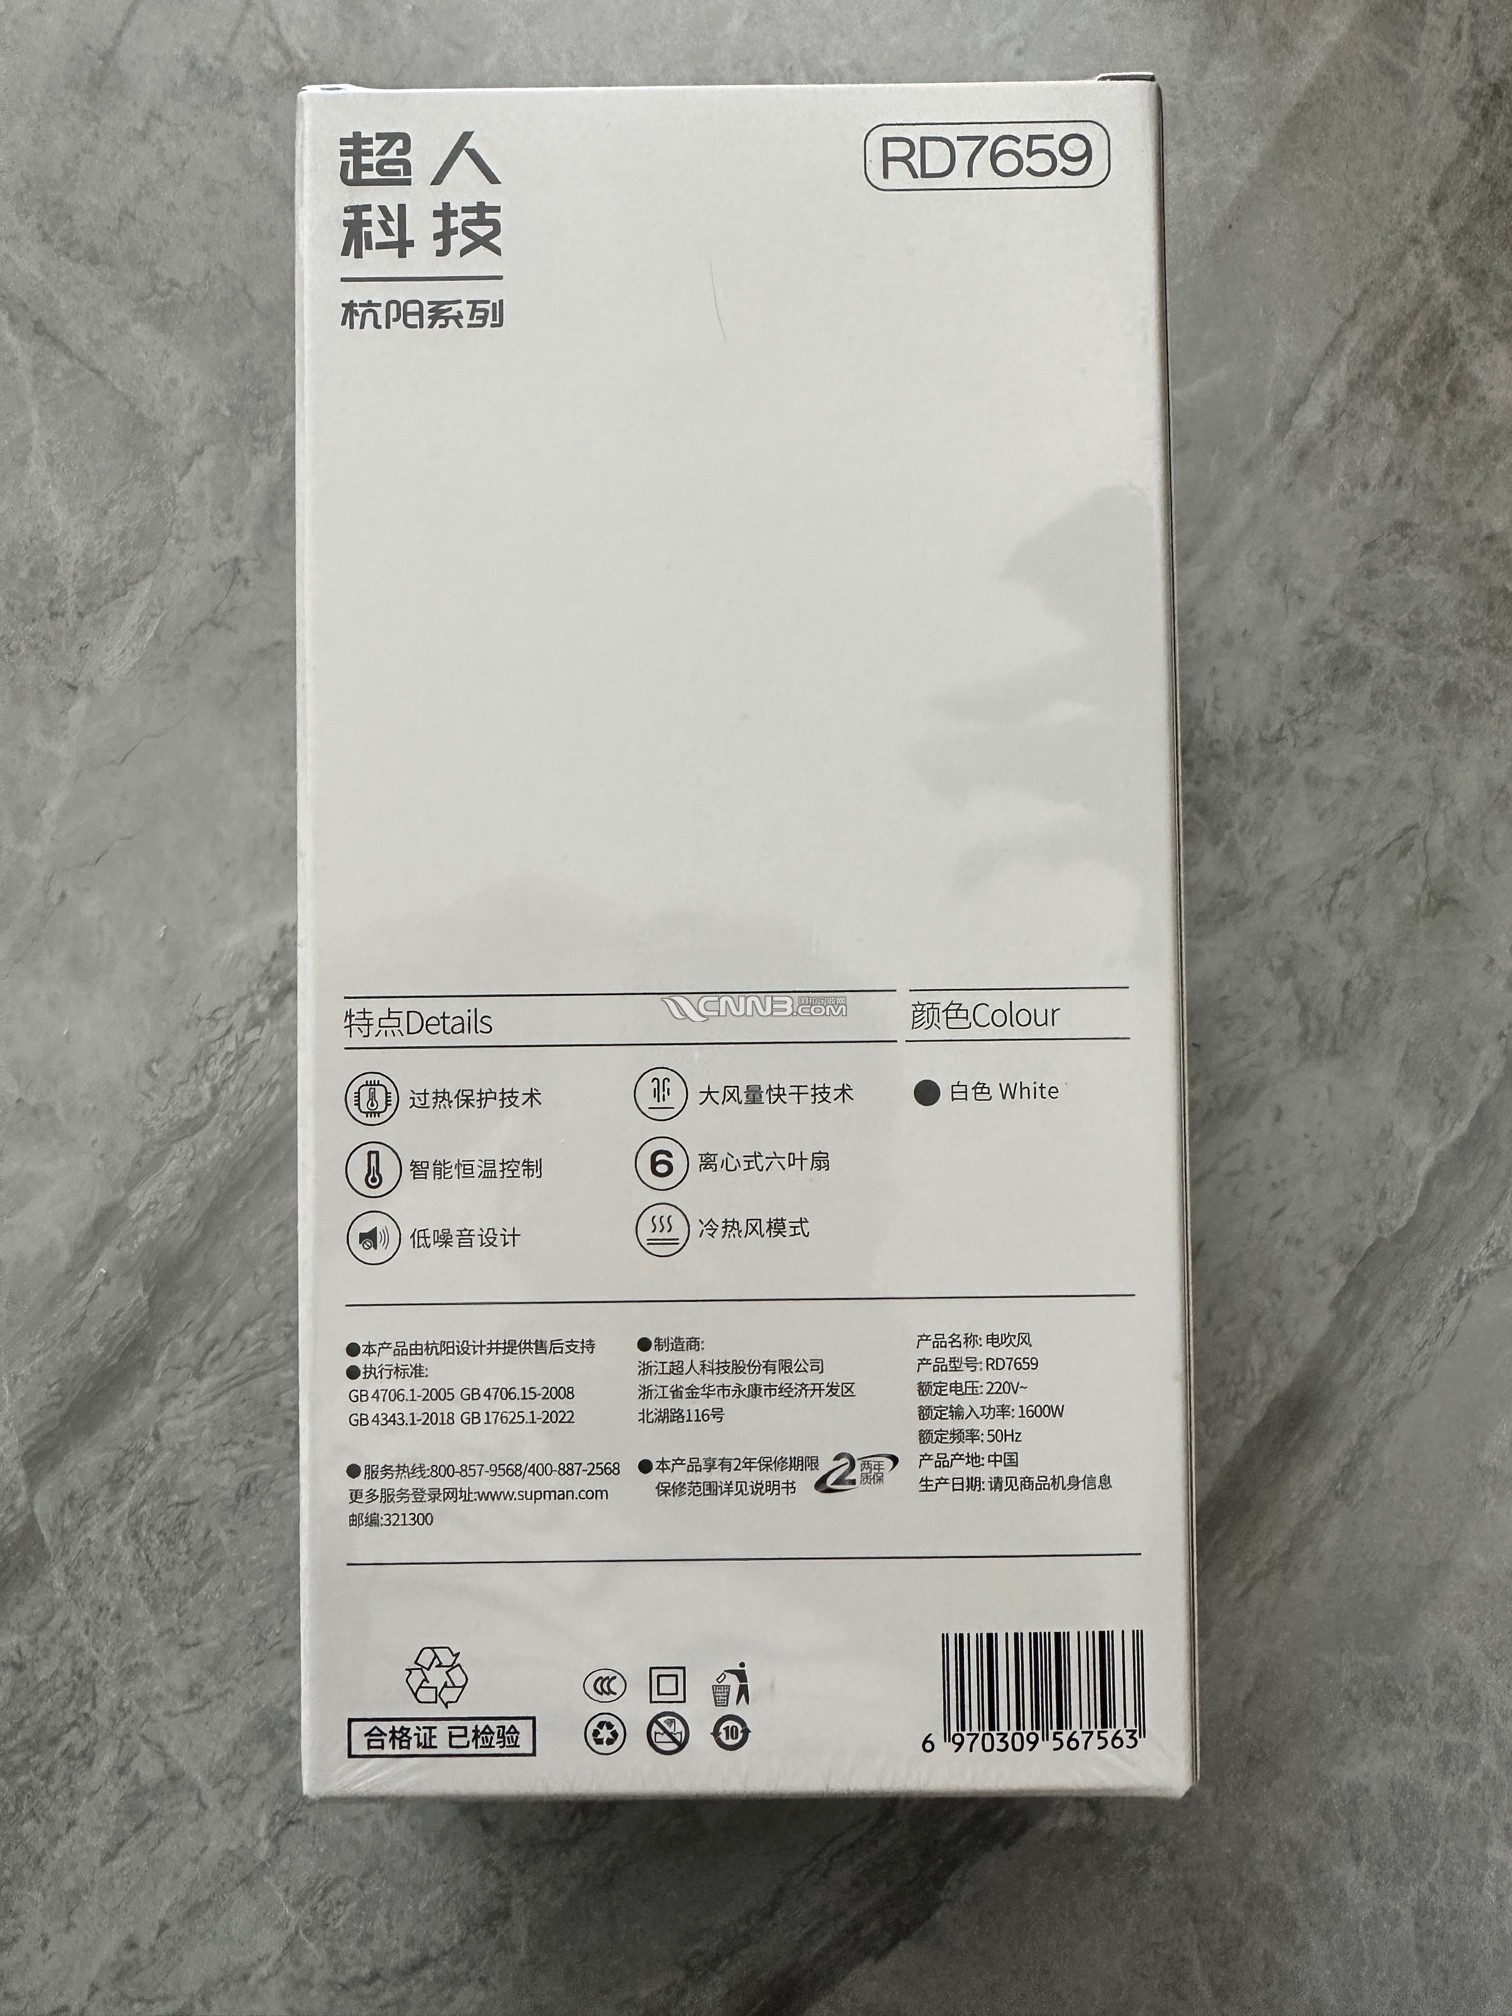 超人
科技
杭阳系列
RD7659
特点Details
过热保护技术
智能恒温控制
低噪音设计
大风量快干技术
6
离心式六叶扇
冷热风模式
CNN3.COM
颜色Colour
白色 White
●本产品由杭阳设计并提供售后支持
●执行标准:
GB 4706.1-2005 GB 4706.15-2008
GB 4343.1-2018 GB 17625.1-2022
●服务热线:800-857-9568/400-887-2568
更多服务登录网址:www.supman.com
邮编:321300
●制造商:
浙江超人科技股份有限公司
浙江省金华市永康市经济开发区
北湖路116号
●本产品享有2年保修期限
保修范围详见说明书
2
两年
质保
产品名称: 电吹风
产品型号: RD7659
额定电压: 220V~
额定输入功率: 1600W
额定频率: 50Hz
产品产地: 中国
生产日期: 请见商品机身信息
合格证 已检验
10
6 970309 567563